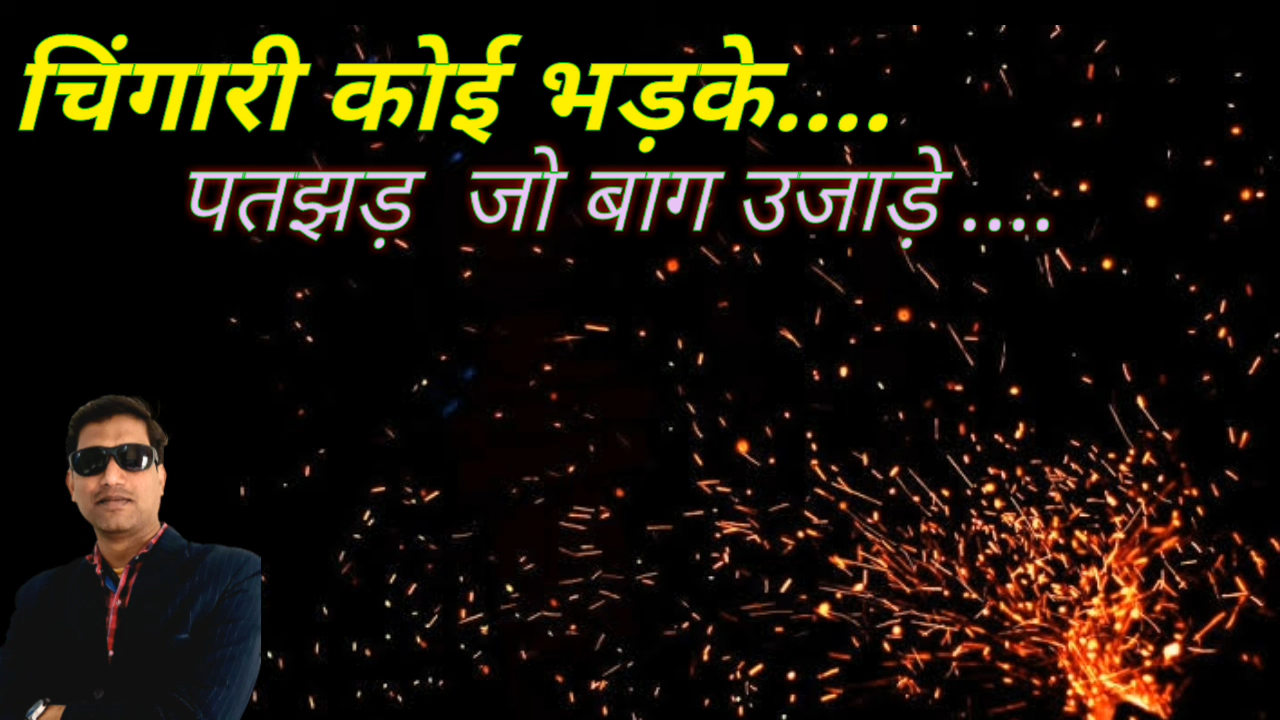 चिंगारी कोई भड़के....
पतझड़ जो बाग उजाड़े ....